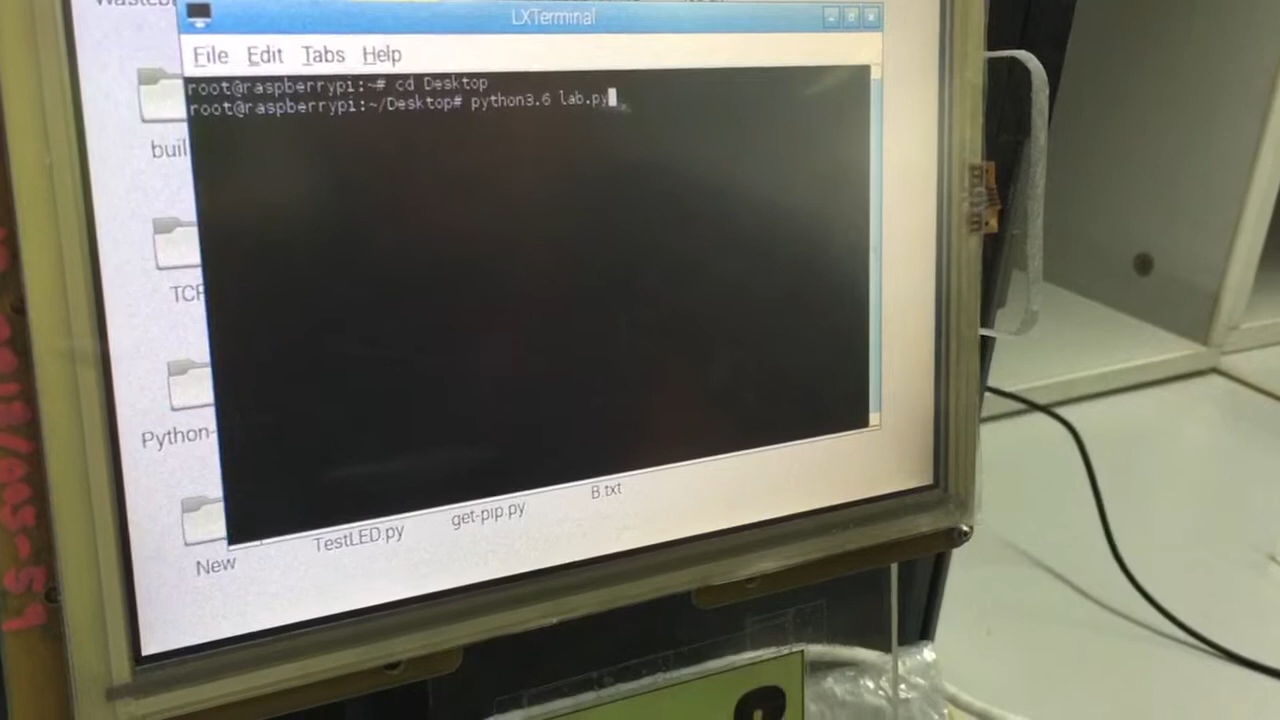 LXTerminal
File Edit Tabs Help
root@raspberrypi:~# cd Desktop
root@raspberrypi:~/Desktop# python3.6 lab.py
buil
TCP
Python-
New
TestLED.py
get-pip.py
B.txt